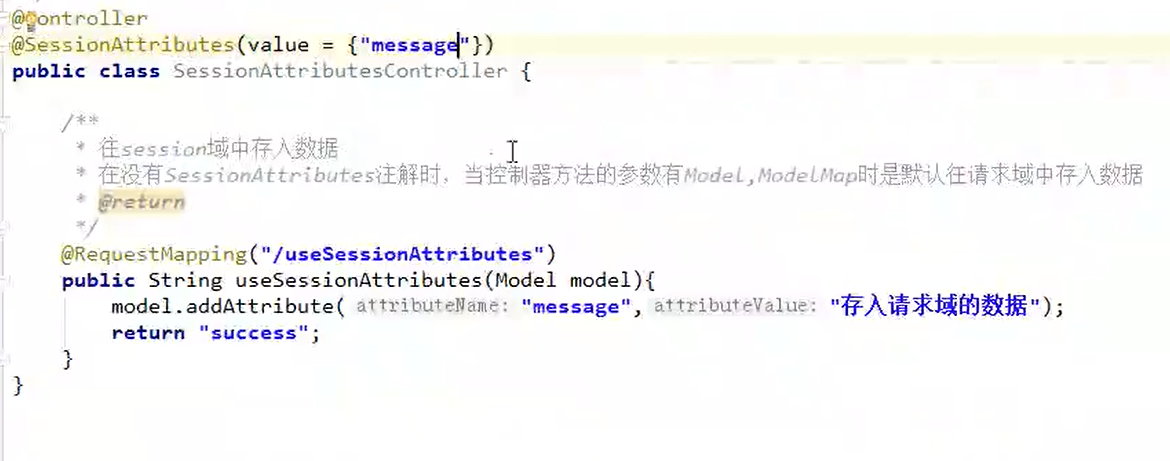 @Controller
@SessionAttributes(value = {"message"})
public class SessionAttributesController {
/**
* 往session域中存入数据
* 在没有SessionAttributes注解时，当控制器方法的参数有Model,ModelMap时是默认往请求域中存入数据
* @return
*/
@RequestMapping("/useSessionAttributes")
public String useSessionAttributes(Model model){
model.addAttribute( attributeName: "message", attributeValue: "存入请求域的数据");
return "success";
}
}